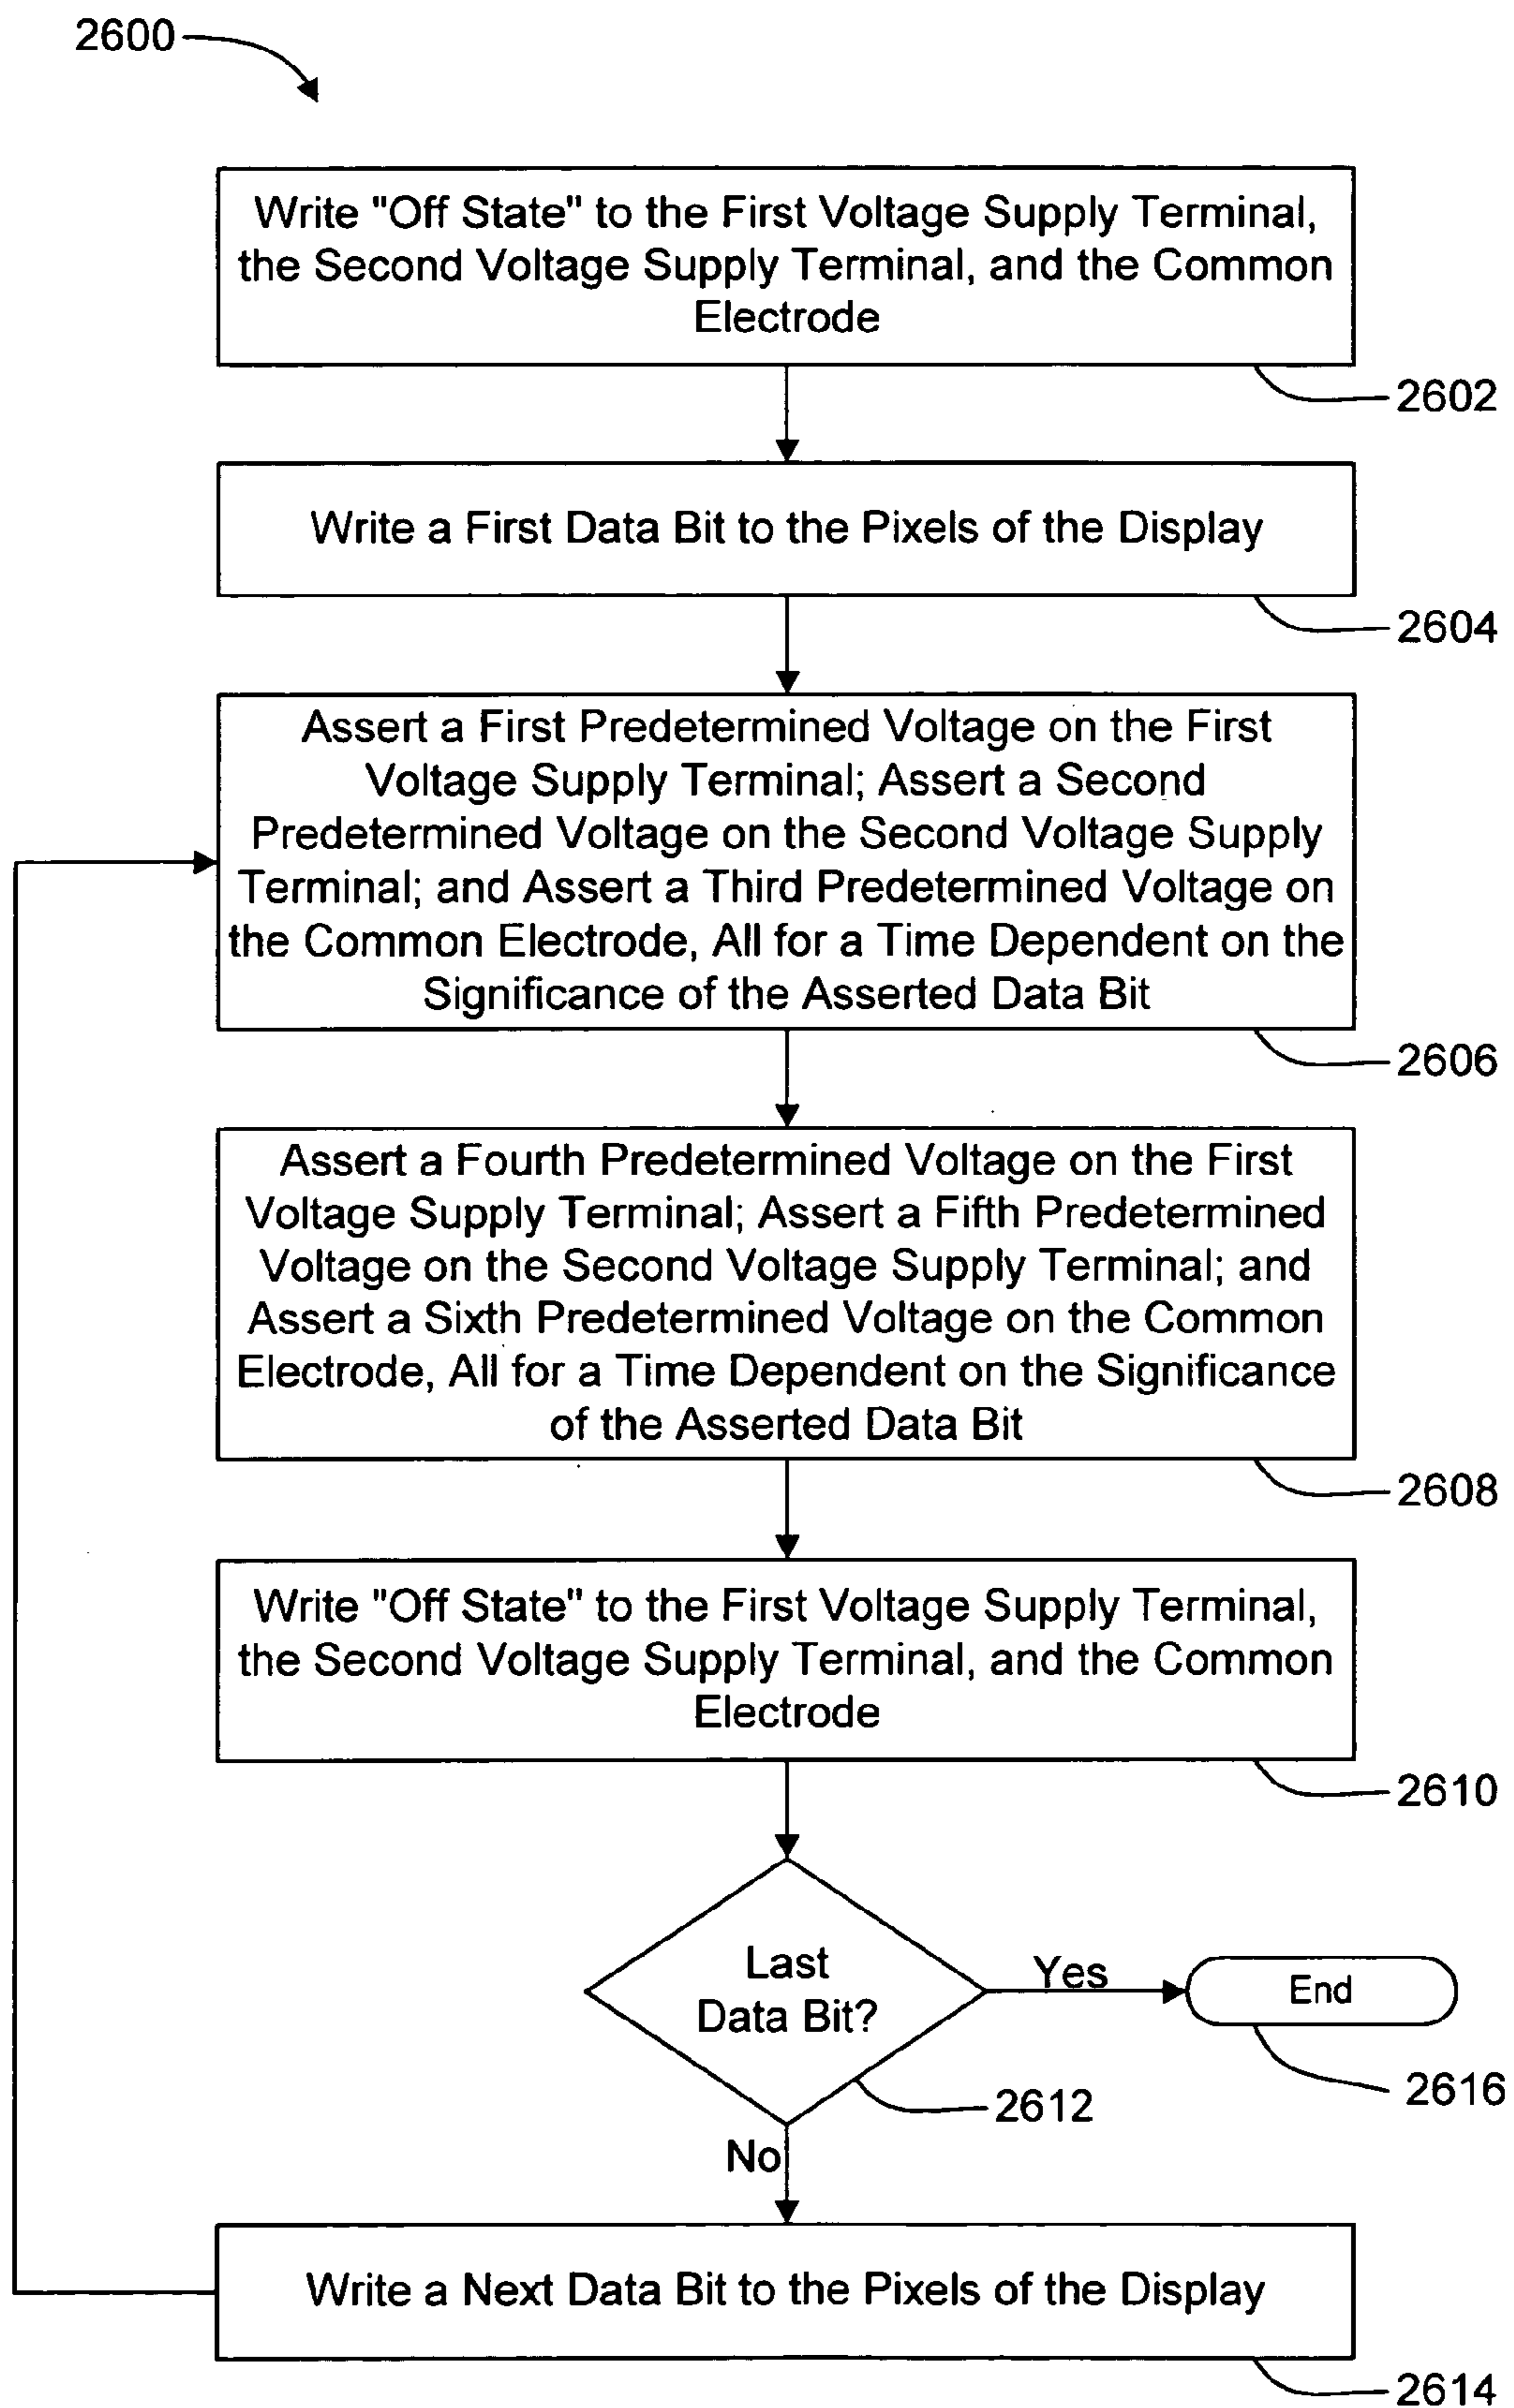 2600
Write "Off State" to the First Voltage Supply Terminal,
the Second Voltage Supply Terminal, and the Common
Electrode
2602
Write a First Data Bit to the Pixels of the Display
2604
Assert a First Predetermined Voltage on the First
Voltage Supply Terminal; Assert a Second
Predetermined Voltage on the Second Voltage Supply
Terminal; and Assert a Third Predetermined Voltage on
the Common Electrode, All for a Time Dependent on the
Significance of the Asserted Data Bit
2606
Assert a Fourth Predetermined Voltage on the First
Voltage Supply Terminal; Assert a Fifth Predetermined
Voltage on the Second Voltage Supply Terminal; and
Assert a Sixth Predetermined Voltage on the Common
Electrode, All for a Time Dependent on the Significance
of the Asserted Data Bit
2608
Write "Off State" to the First Voltage Supply Terminal,
the Second Voltage Supply Terminal, and the Common
Electrode
2610
Last
Data Bit?
Yes
End
2616
2612
No
Write a Next Data Bit to the Pixels of the Display
2614